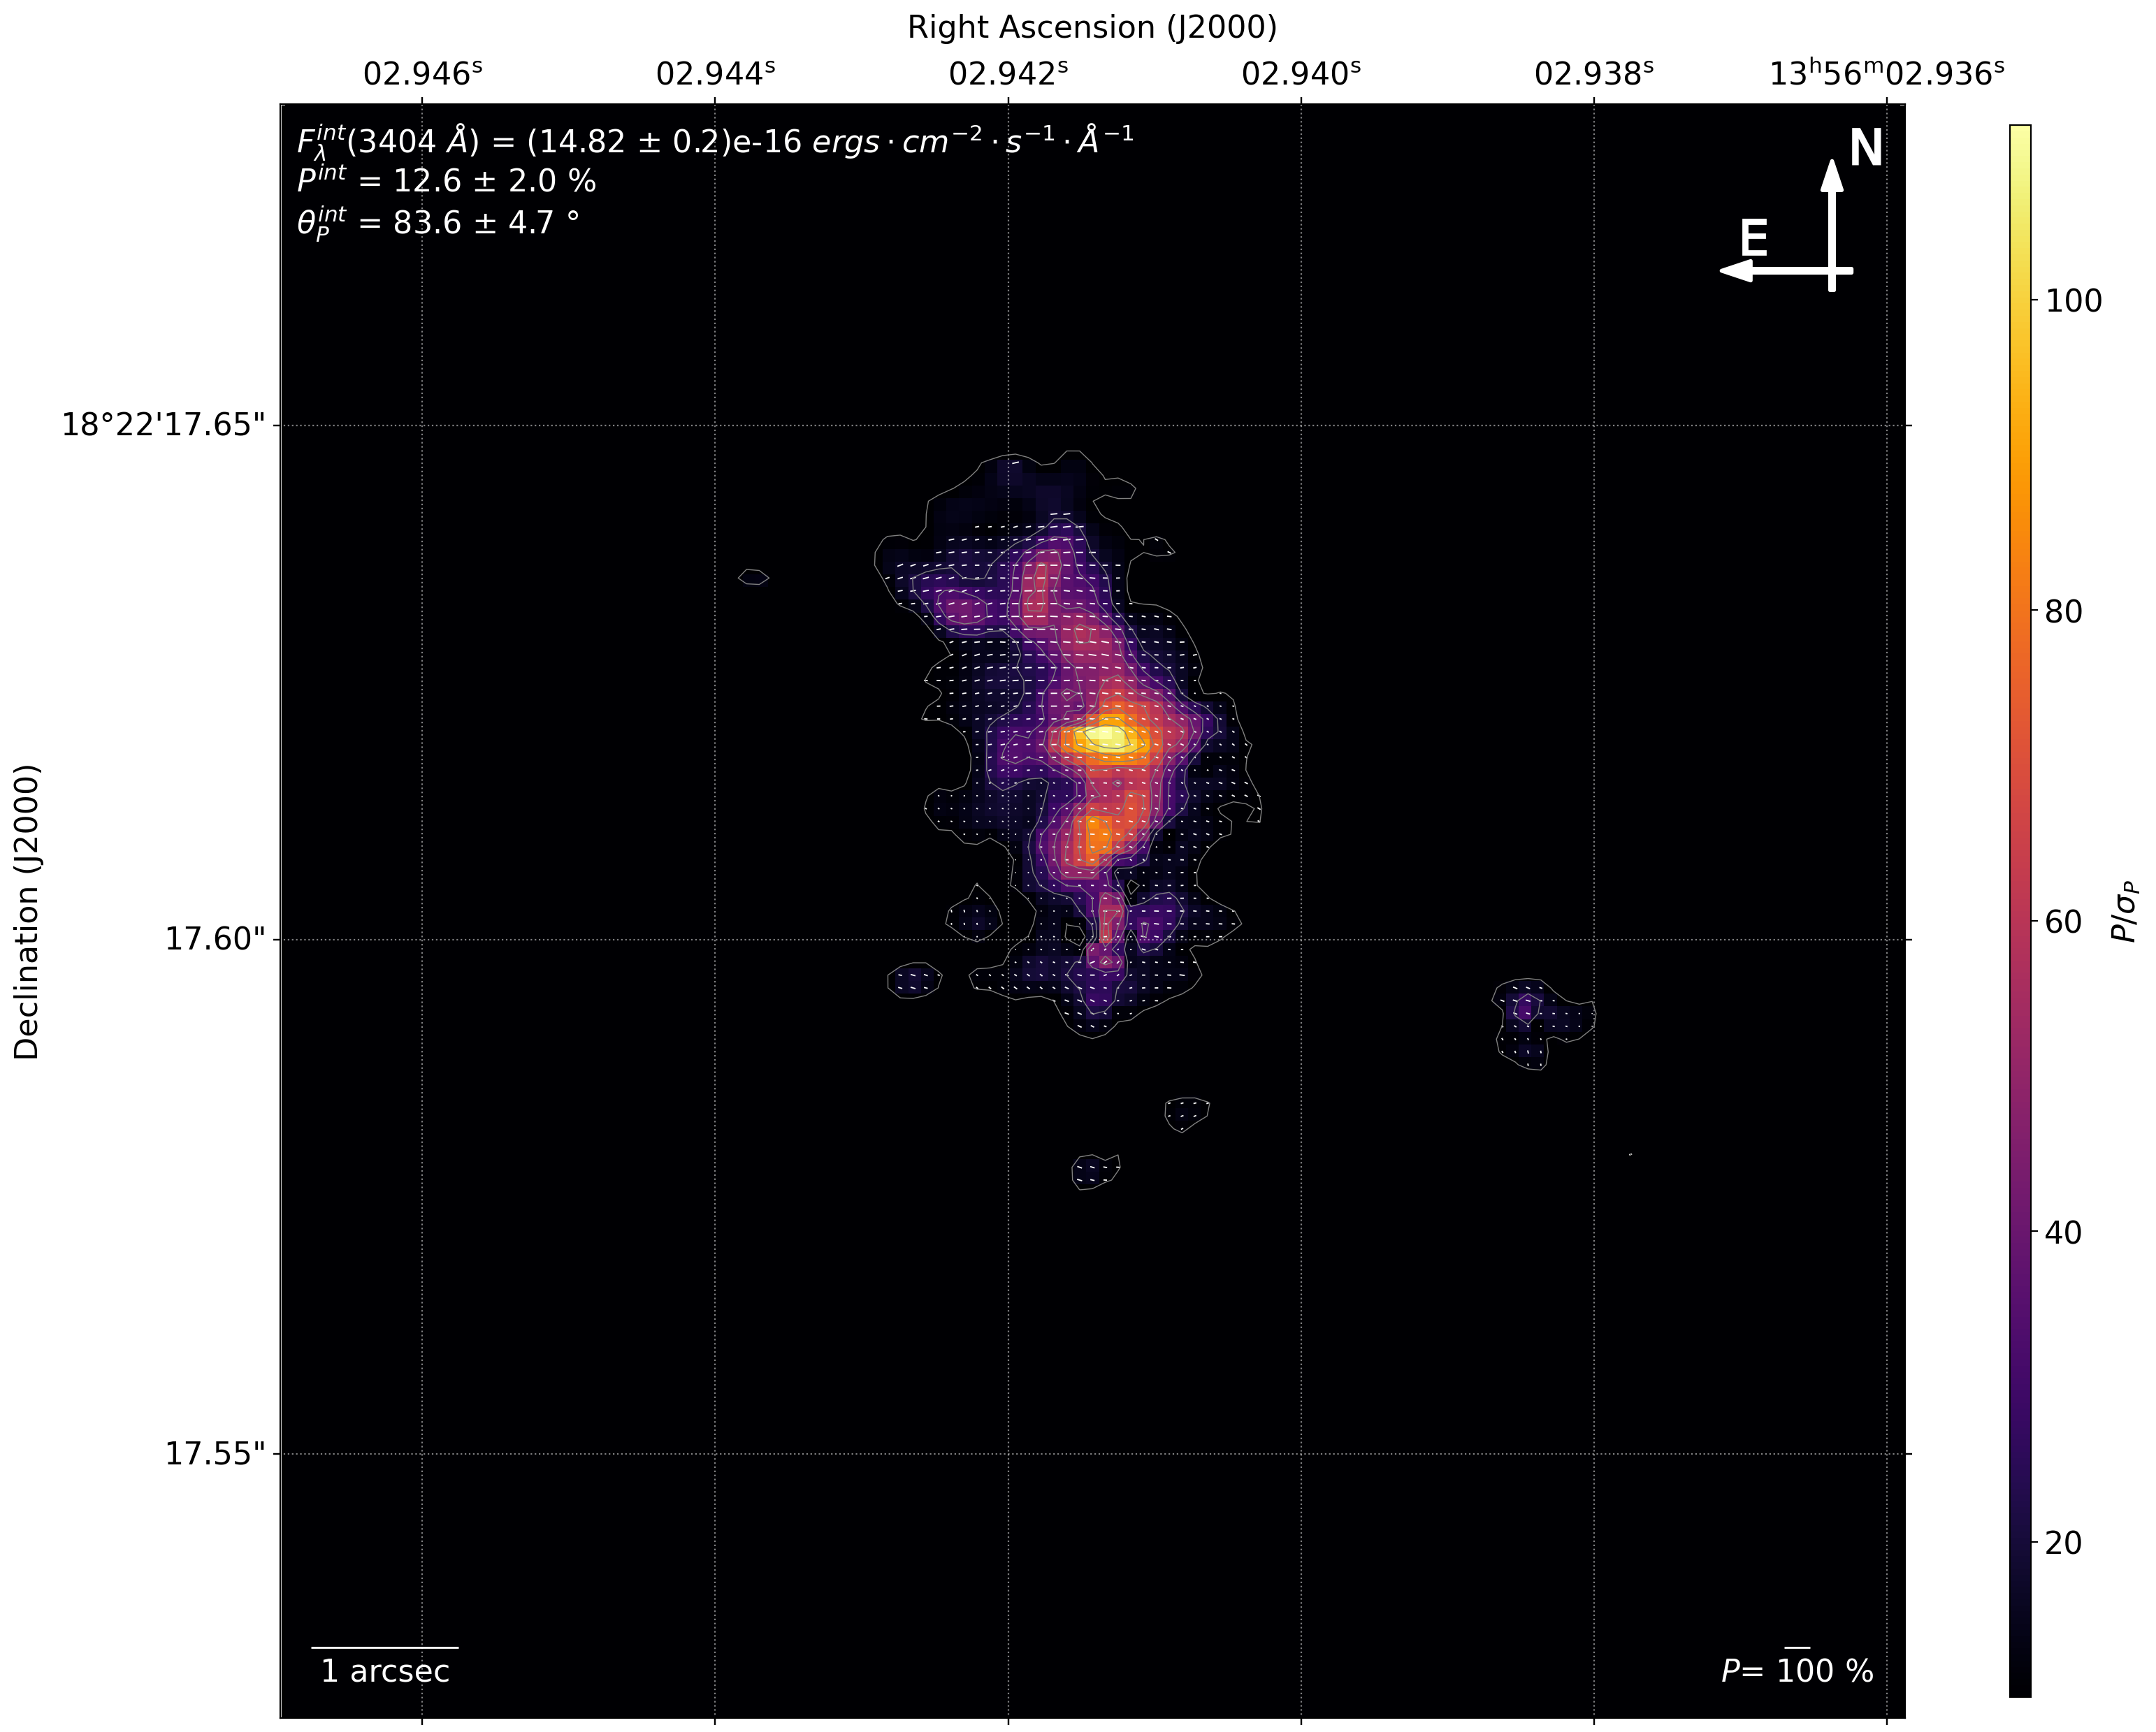 Right Ascension (J2000)
02.946ˢ 02.944ˢ 02.942ˢ 02.940ˢ 02.938ˢ 13ʰ56ᵐ02.936ˢ
F_λ^int(3404 Å) = (14.82 ± 0.2)e-16 ergs · cm⁻² · s⁻¹ · Å⁻¹
P^int = 12.6 ± 2.0 %
θ_P^int = 83.6 ± 4.7 °
N
E
18°22'17.65"
17.60"
17.55"
Declination (J2000)
1 arcsec
P= 100 %
100
80
60
40
20
P/σ_P